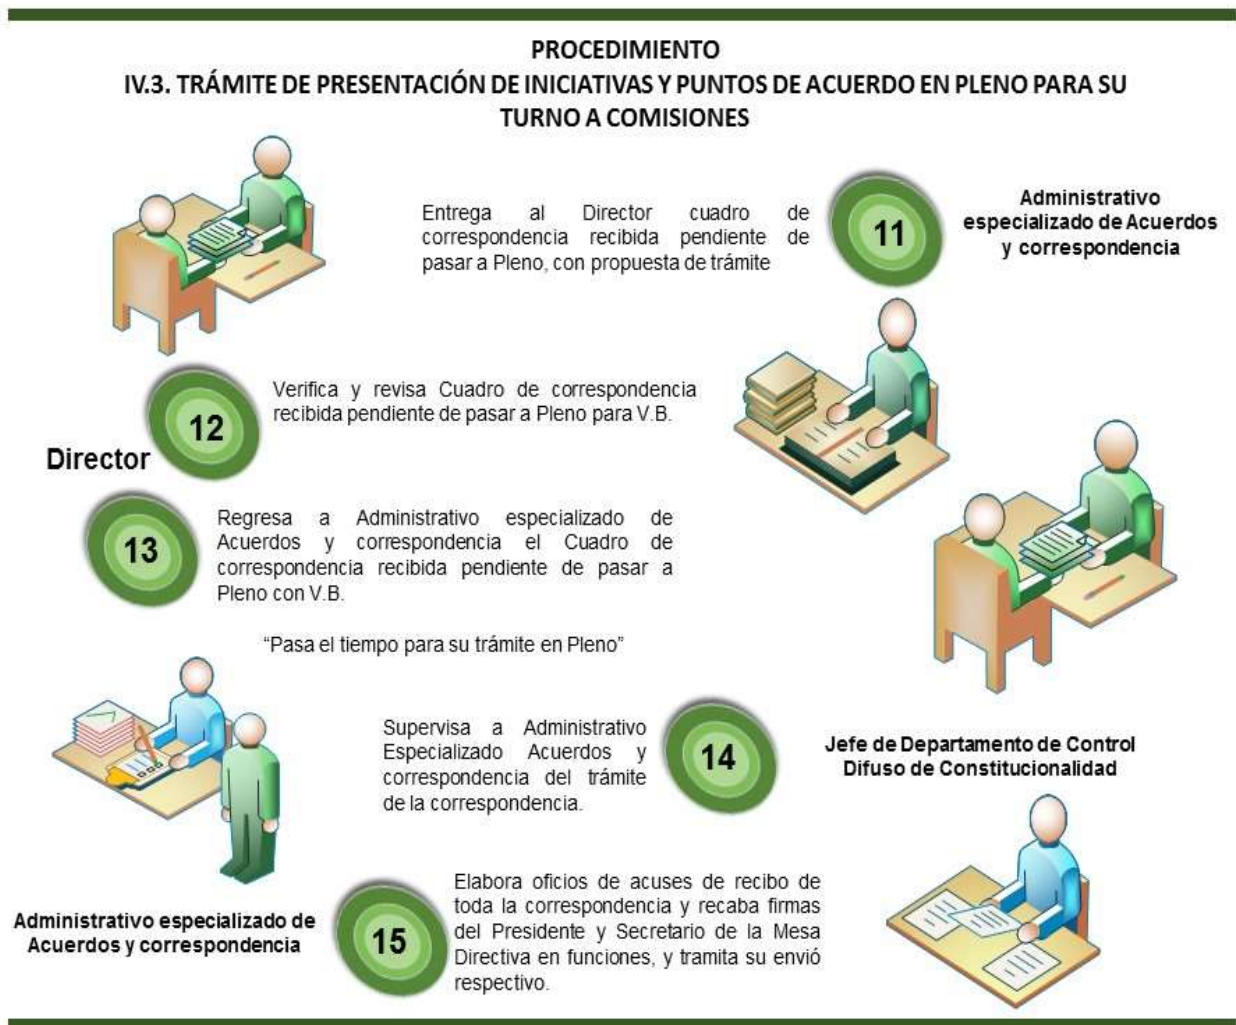 PROCEDIMIENTO
IV.3. TRÁMITE DE PRESENTACIÓN DE INICIATIVAS Y PUNTOS DE ACUERDO EN PLENO PARA SU
TURNO A COMISIONES
Entrega al Director cuadro de
correspondencia recibida pendiente de
pasar a Pleno, con propuesta de trámite
11
Administrativo
especializado de Acuerdos
y correspondencia
12
Director
Verifica y revisa Cuadro de correspondencia
recibida pendiente de pasar a Pleno para V.B.
13
Regresa a Administrativo especializado de
Acuerdos y correspondencia el Cuadro de
correspondencia recibida pendiente de pasar a
Pleno con V.B.
“Pasa el tiempo para su trámite en Pleno”
Supervisa a Administrativo
Especializado Acuerdos y
correspondencia del trámite
de la correspondencia.
14
Jefe de Departamento de Control
Difuso de Constitucionalidad
Administrativo especializado de
Acuerdos y correspondencia
15
Elabora oficios de acuses de recibo de
toda la correspondencia y recaba firmas
del Presidente y Secretario de la Mesa
Directiva en funciones, y tramita su envió
respectivo.